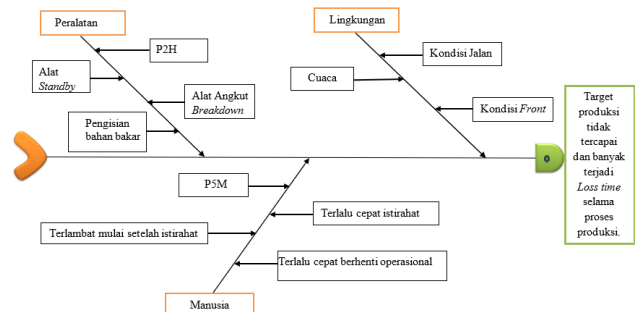 Peralatan
Lingkungan
P2H
Kondisi Jalan
Alat
Standby
Cuaca
Alat Angkut
Breakdown
Kondisi Front
Pengisian
bahan bakar
Target
produksi
tidak
tercapai
dan banyak
terjadi
Loss time
selama
proses
produksi.
P5M
Terlalu cepat istirahat
Terlambat mulai setelah istirahat
Terlalu cepat berhenti operasional
Manusia